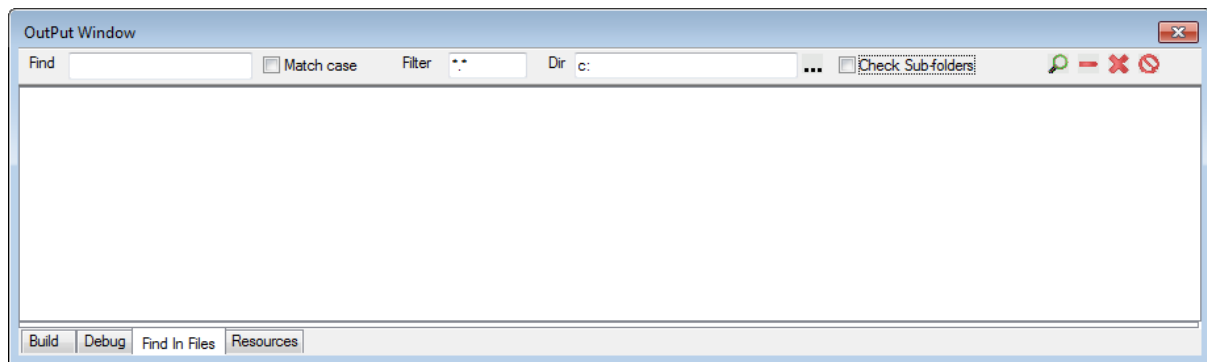 OutPut Window
Find Match case Filter *.* Dir c: ... Check Sub-folders
Build Debug Find In Files Resources